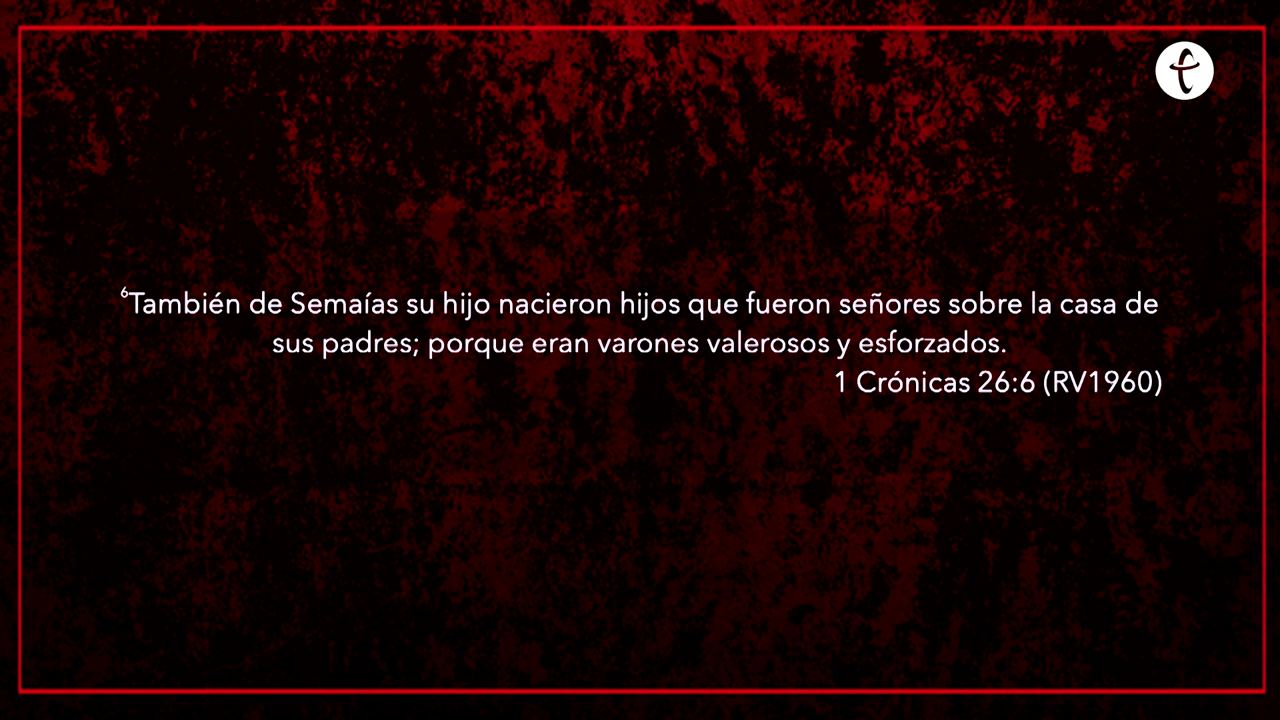 ⁶También de Semaías su hijo nacieron hijos que fueron señores sobre la casa de
sus padres; porque eran varones valerosos y esforzados.
1 Crónicas 26:6 (RV1960)